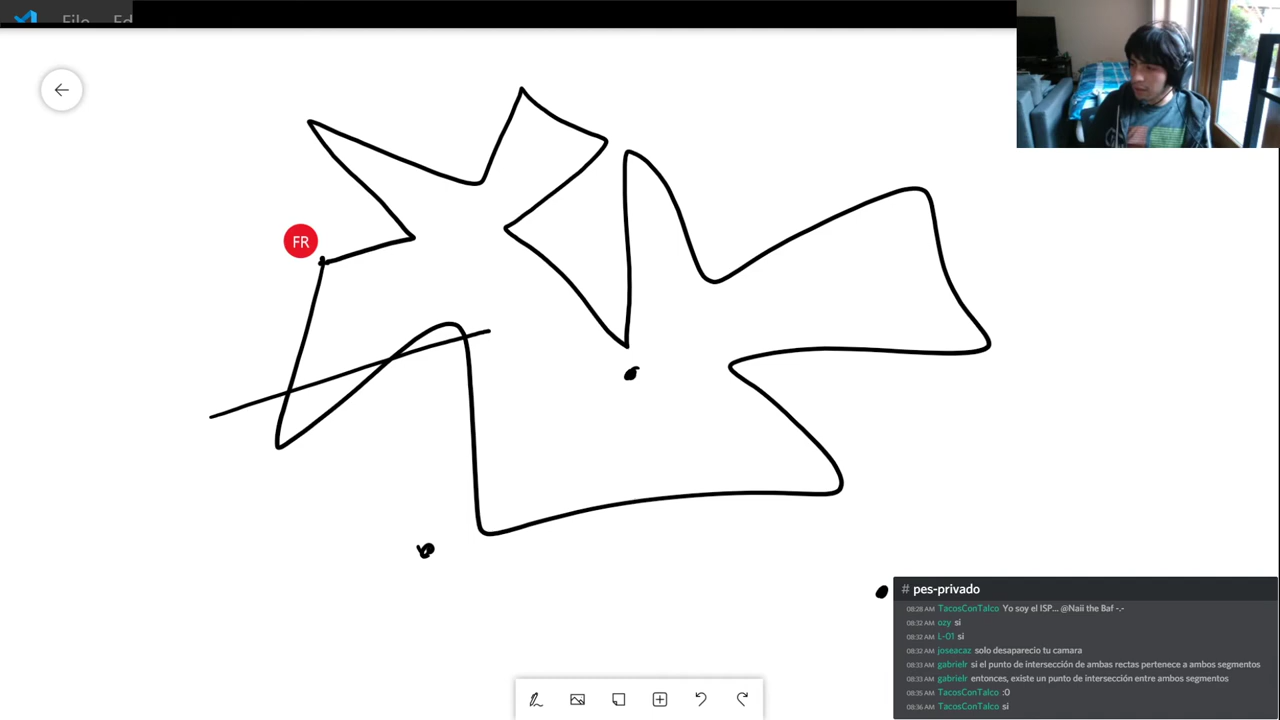 File Ed
FR
# pes-privado
08:28 AM TacosConTalco Yo soy el ISP... @Naii the Baf -.-
08:32 AM ozy si
08:32 AM L-01 si
08:32 AM joseacaz solo desaparecio tu camara
08:33 AM gabrielr si el punto de intersección de ambas rectas pertenece a ambos segmentos
08:33 AM gabrielr entonces, existe un punto de intersección entre ambos segmentos
08:35 AM TacosConTalco :0
08:36 AM TacosConTalco si